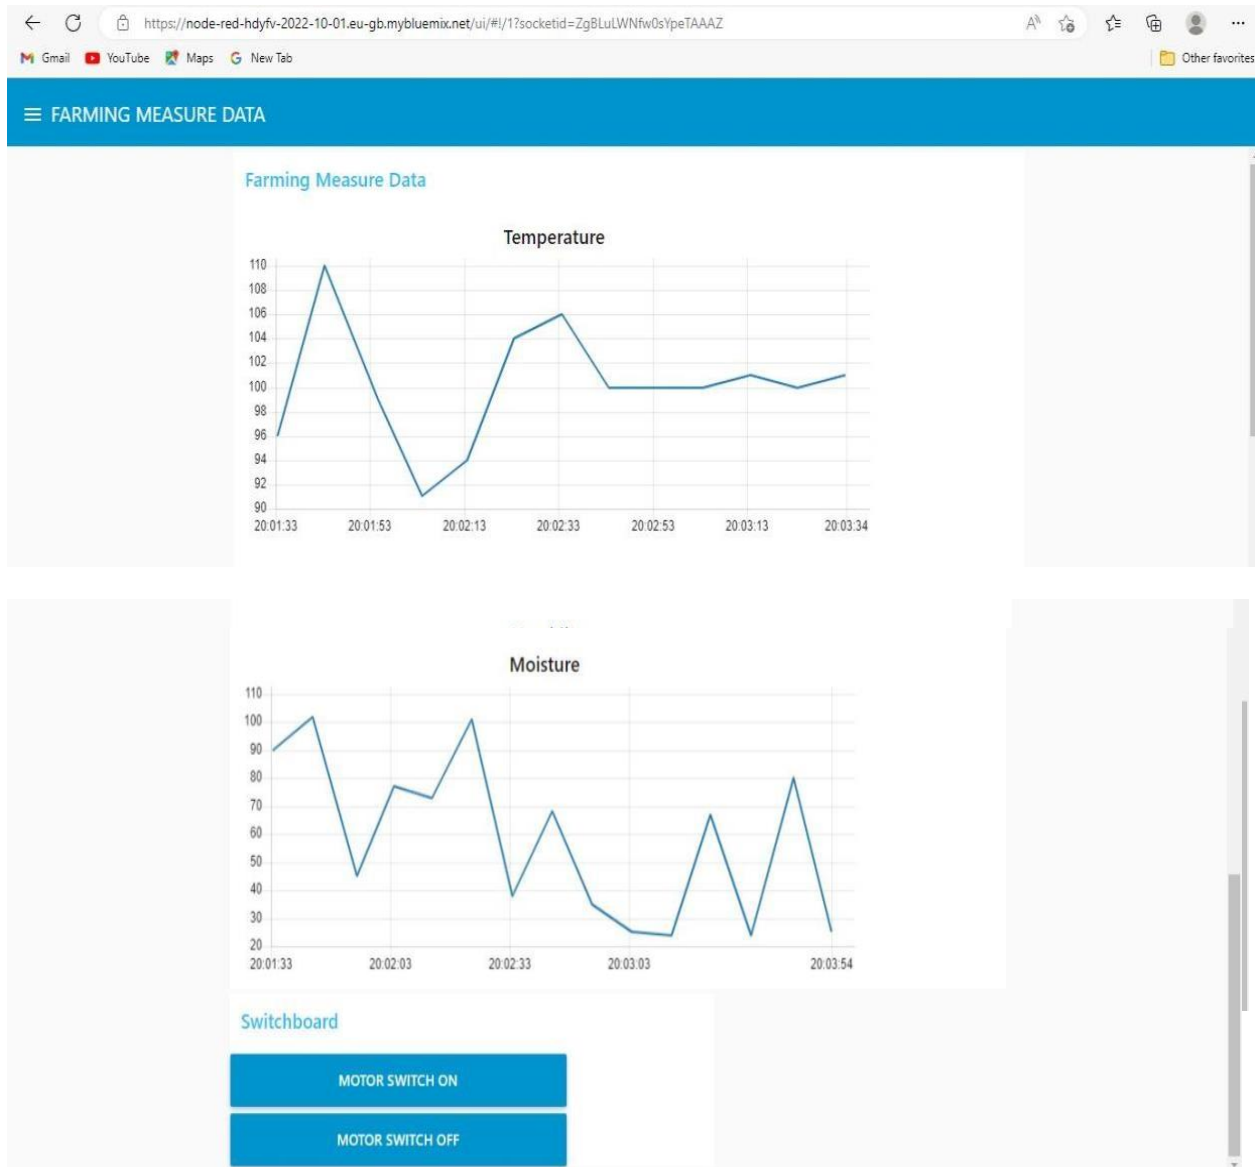 https://node-red-hdyfv-2022-10-01.eu-gb.mybluemix.net/ui/#!/1?socketid=ZgBLuLWNfw0sYpeTAAAZ
Gmail YouTube Maps New Tab Other favorites
FARMING MEASURE DATA
Farming Measure Data
Temperature
110
108
106
104
102
100
98
96
94
92
90
20:01:33 20:01:53 20:02:13 20:02:33 20:02:53 20:03:13 20:03:34
Moisture
110
100
90
80
70
60
50
40
30
20
20:01:33 20:02:03 20:02:33 20:03:03 20:03:54
Switchboard
MOTOR SWITCH ON
MOTOR SWITCH OFF